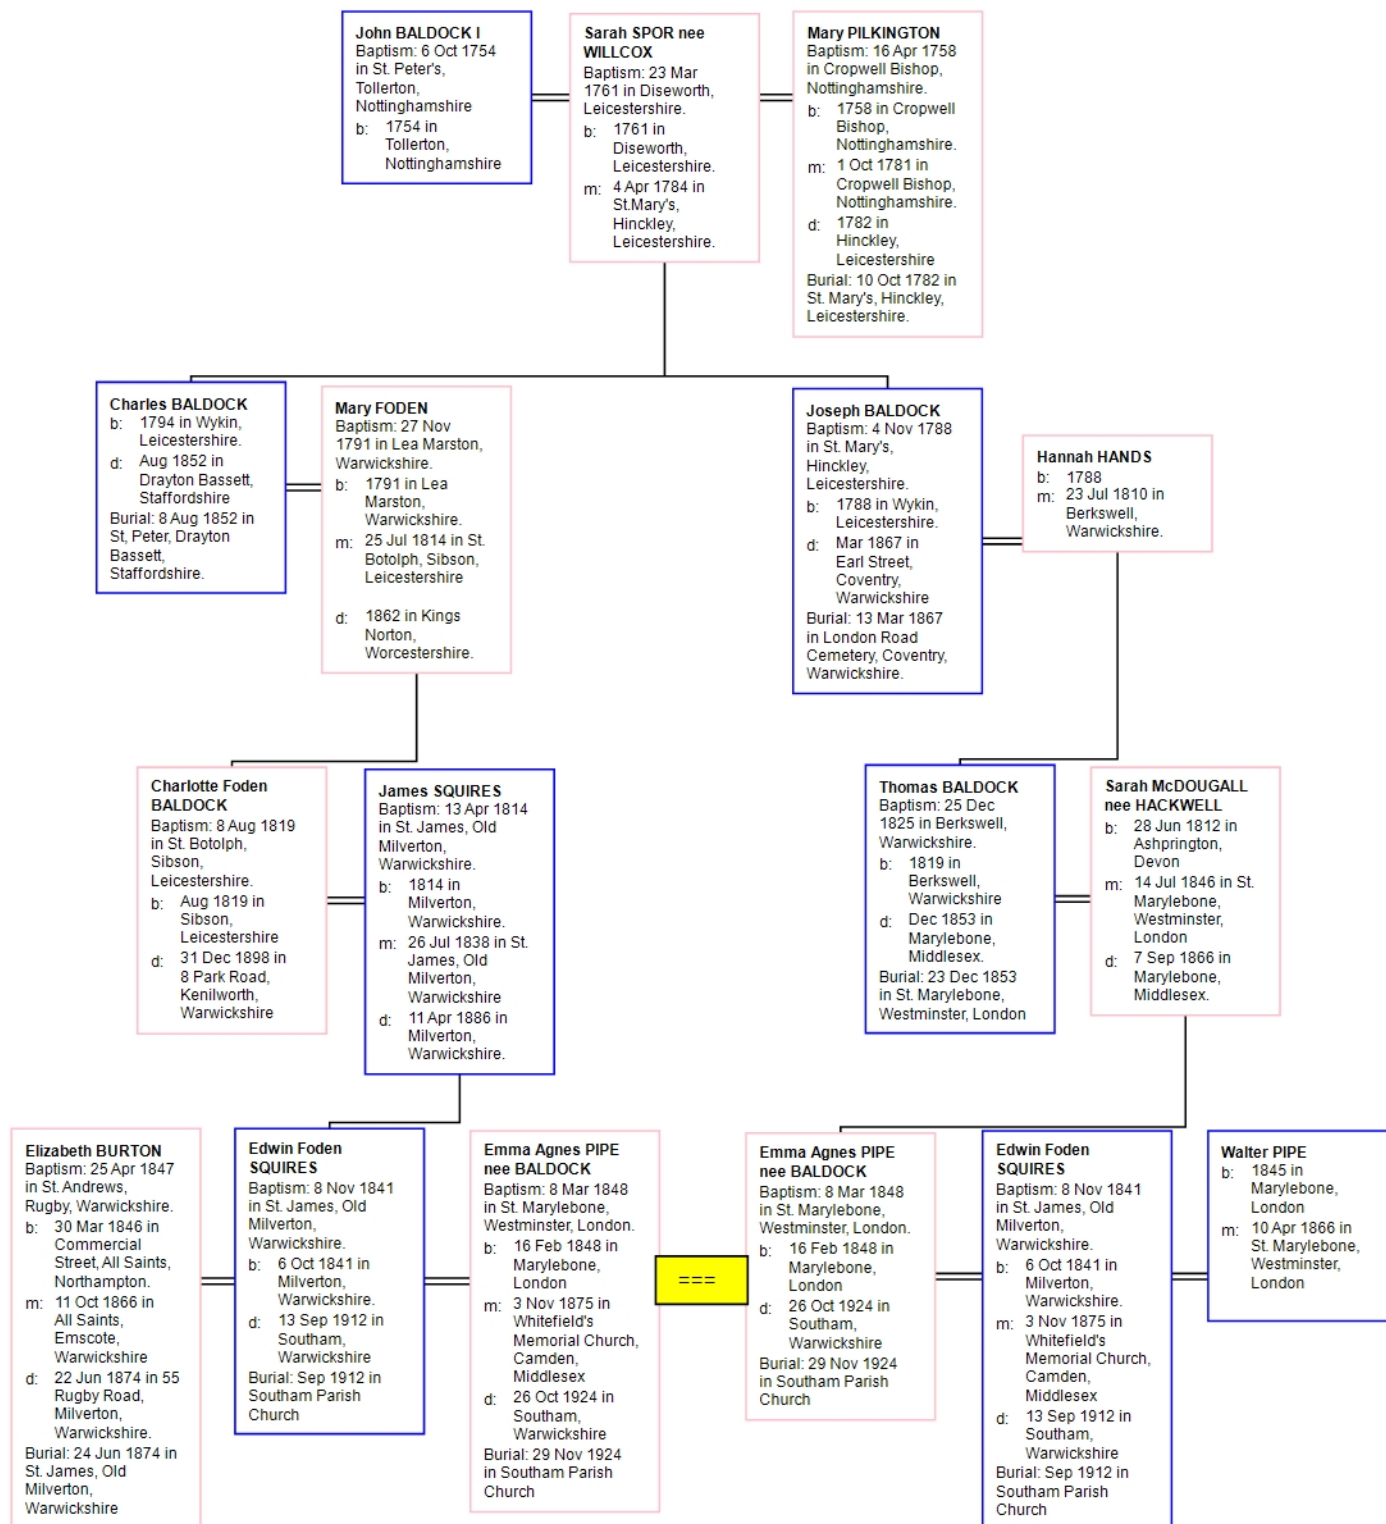 John BALDOCK I
Baptism: 6 Oct 1754
in St. Peter's,
Tollerton,
Nottinghamshire
b: 1754 in
Tollerton,
Nottinghamshire
Sarah SPOR nee
WILLCOX
Baptism: 23 Mar
1761 in Diseworth,
Leicestershire.
b: 1761 in
Diseworth,
Leicestershire.
m: 4 Apr 1784 in
St.Mary's,
Hinckley,
Leicestershire.
Mary PILKINGTON
Baptism: 16 Apr 1758
in Cropwell Bishop,
Nottinghamshire.
b: 1758 in Cropwell
Bishop,
Nottinghamshire.
m: 1 Oct 1781 in
Cropwell Bishop,
Nottinghamshire.
d: 1782 in
Hinckley,
Leicestershire
Burial: 10 Oct 1782 in
St. Mary's, Hinckley,
Leicestershire.
Charles BALDOCK
b: 1794 in Wykin,
Leicestershire.
d: Aug 1852 in
Drayton Bassett,
Staffordshire
Burial: 8 Aug 1852 in
St, Peter, Drayton
Bassett,
Staffordshire.
Mary FODEN
Baptism: 27 Nov
1791 in Lea Marston,
Warwickshire.
b: 1791 in Lea
Marston,
Warwickshire.
m: 25 Jul 1814 in St.
Botolph, Sibson,
Leicestershire
d: 1862 in Kings
Norton,
Worcestershire.
Joseph BALDOCK
Baptism: 4 Nov 1788
in St. Mary's,
Hinckley,
Leicestershire.
b: 1788 in Wykin,
Leicestershire.
d: Mar 1867 in
Earl Street,
Coventry,
Warwickshire
Burial: 13 Mar 1867
in London Road
Cemetery, Coventry,
Warwickshire.
Hannah HANDS
b: 1788
m: 23 Jul 1810 in
Berkswell,
Warwickshire.
Charlotte Foden
BALDOCK
Baptism: 8 Aug 1819
in St. Botolph,
Sibson,
Leicestershire.
b: Aug 1819 in
Sibson,
Leicestershire
d: 31 Dec 1898 in
8 Park Road,
Kenilworth,
Warwickshire
James SQUIRES
Baptism: 13 Apr 1814
in St. James, Old
Milverton,
Warwickshire.
b: 1814 in
Milverton,
Warwickshire.
m: 26 Jul 1838 in St.
James, Old
Milverton,
Warwickshire
d: 11 Apr 1886 in
Milverton,
Warwickshire.
Thomas BALDOCK
Baptism: 25 Dec
1825 in Berkswell,
Warwickshire.
b: 1819 in
Berkswell,
Warwickshire
d: Dec 1853 in
Marylebone,
Middlesex.
Burial: 23 Dec 1853
in St. Marylebone,
Westminster, London
Sarah McDOUGALL
nee HACKWELL
b: 28 Jun 1812 in
Ashprington,
Devon
m: 14 Jul 1846 in St.
Marylebone,
Westminster,
London
d: 7 Sep 1866 in
Marylebone,
Middlesex.
Elizabeth BURTON
Baptism: 25 Apr 1847
in St. Andrews,
Rugby, Warwickshire.
b: 30 Mar 1846 in
Commercial
Street, All Saints,
Northampton.
m: 11 Oct 1866 in
All Saints,
Emscote,
Warwickshire
d: 22 Jun 1874 in 55
Rugby Road,
Milverton,
Warwickshire.
Burial: 24 Jun 1874 in
St. James, Old
Milverton,
Warwickshire
Edwin Foden
SQUIRES
Baptism: 8 Nov 1841
in St. James, Old
Milverton,
Warwickshire.
b: 6 Oct 1841 in
Milverton,
Warwickshire.
d: 13 Sep 1912 in
Southam,
Warwickshire
Burial: Sep 1912 in
Southam Parish
Church
Emma Agnes PIPE
nee BALDOCK
Baptism: 8 Mar 1848
in St. Marylebone,
Westminster, London.
b: 16 Feb 1848 in
Marylebone,
London
m: 3 Nov 1875 in
Whitefield's
Memorial Church,
Camden,
Middlesex
d: 26 Oct 1924 in
Southam,
Warwickshire
Burial: 29 Nov 1924
in Southam Parish
Church
===
Emma Agnes PIPE
nee BALDOCK
Baptism: 8 Mar 1848
in St. Marylebone,
Westminster, London.
b: 16 Feb 1848 in
Marylebone,
London
d: 26 Oct 1924 in
Southam,
Warwickshire
Burial: 29 Nov 1924
in Southam Parish
Church
Edwin Foden
SQUIRES
Baptism: 8 Nov 1841
in St. James, Old
Milverton,
Warwickshire.
b: 6 Oct 1841 in
Milverton,
Warwickshire.
m: 3 Nov 1875 in
Whitefield's
Memorial Church,
Camden,
Middlesex
d: 13 Sep 1912 in
Southam,
Warwickshire
Burial: Sep 1912 in
Southam Parish
Church
Walter PIPE
b: 1845 in
Marylebone,
London
m: 10 Apr 1866 in
St. Marylebone,
Westminster,
London